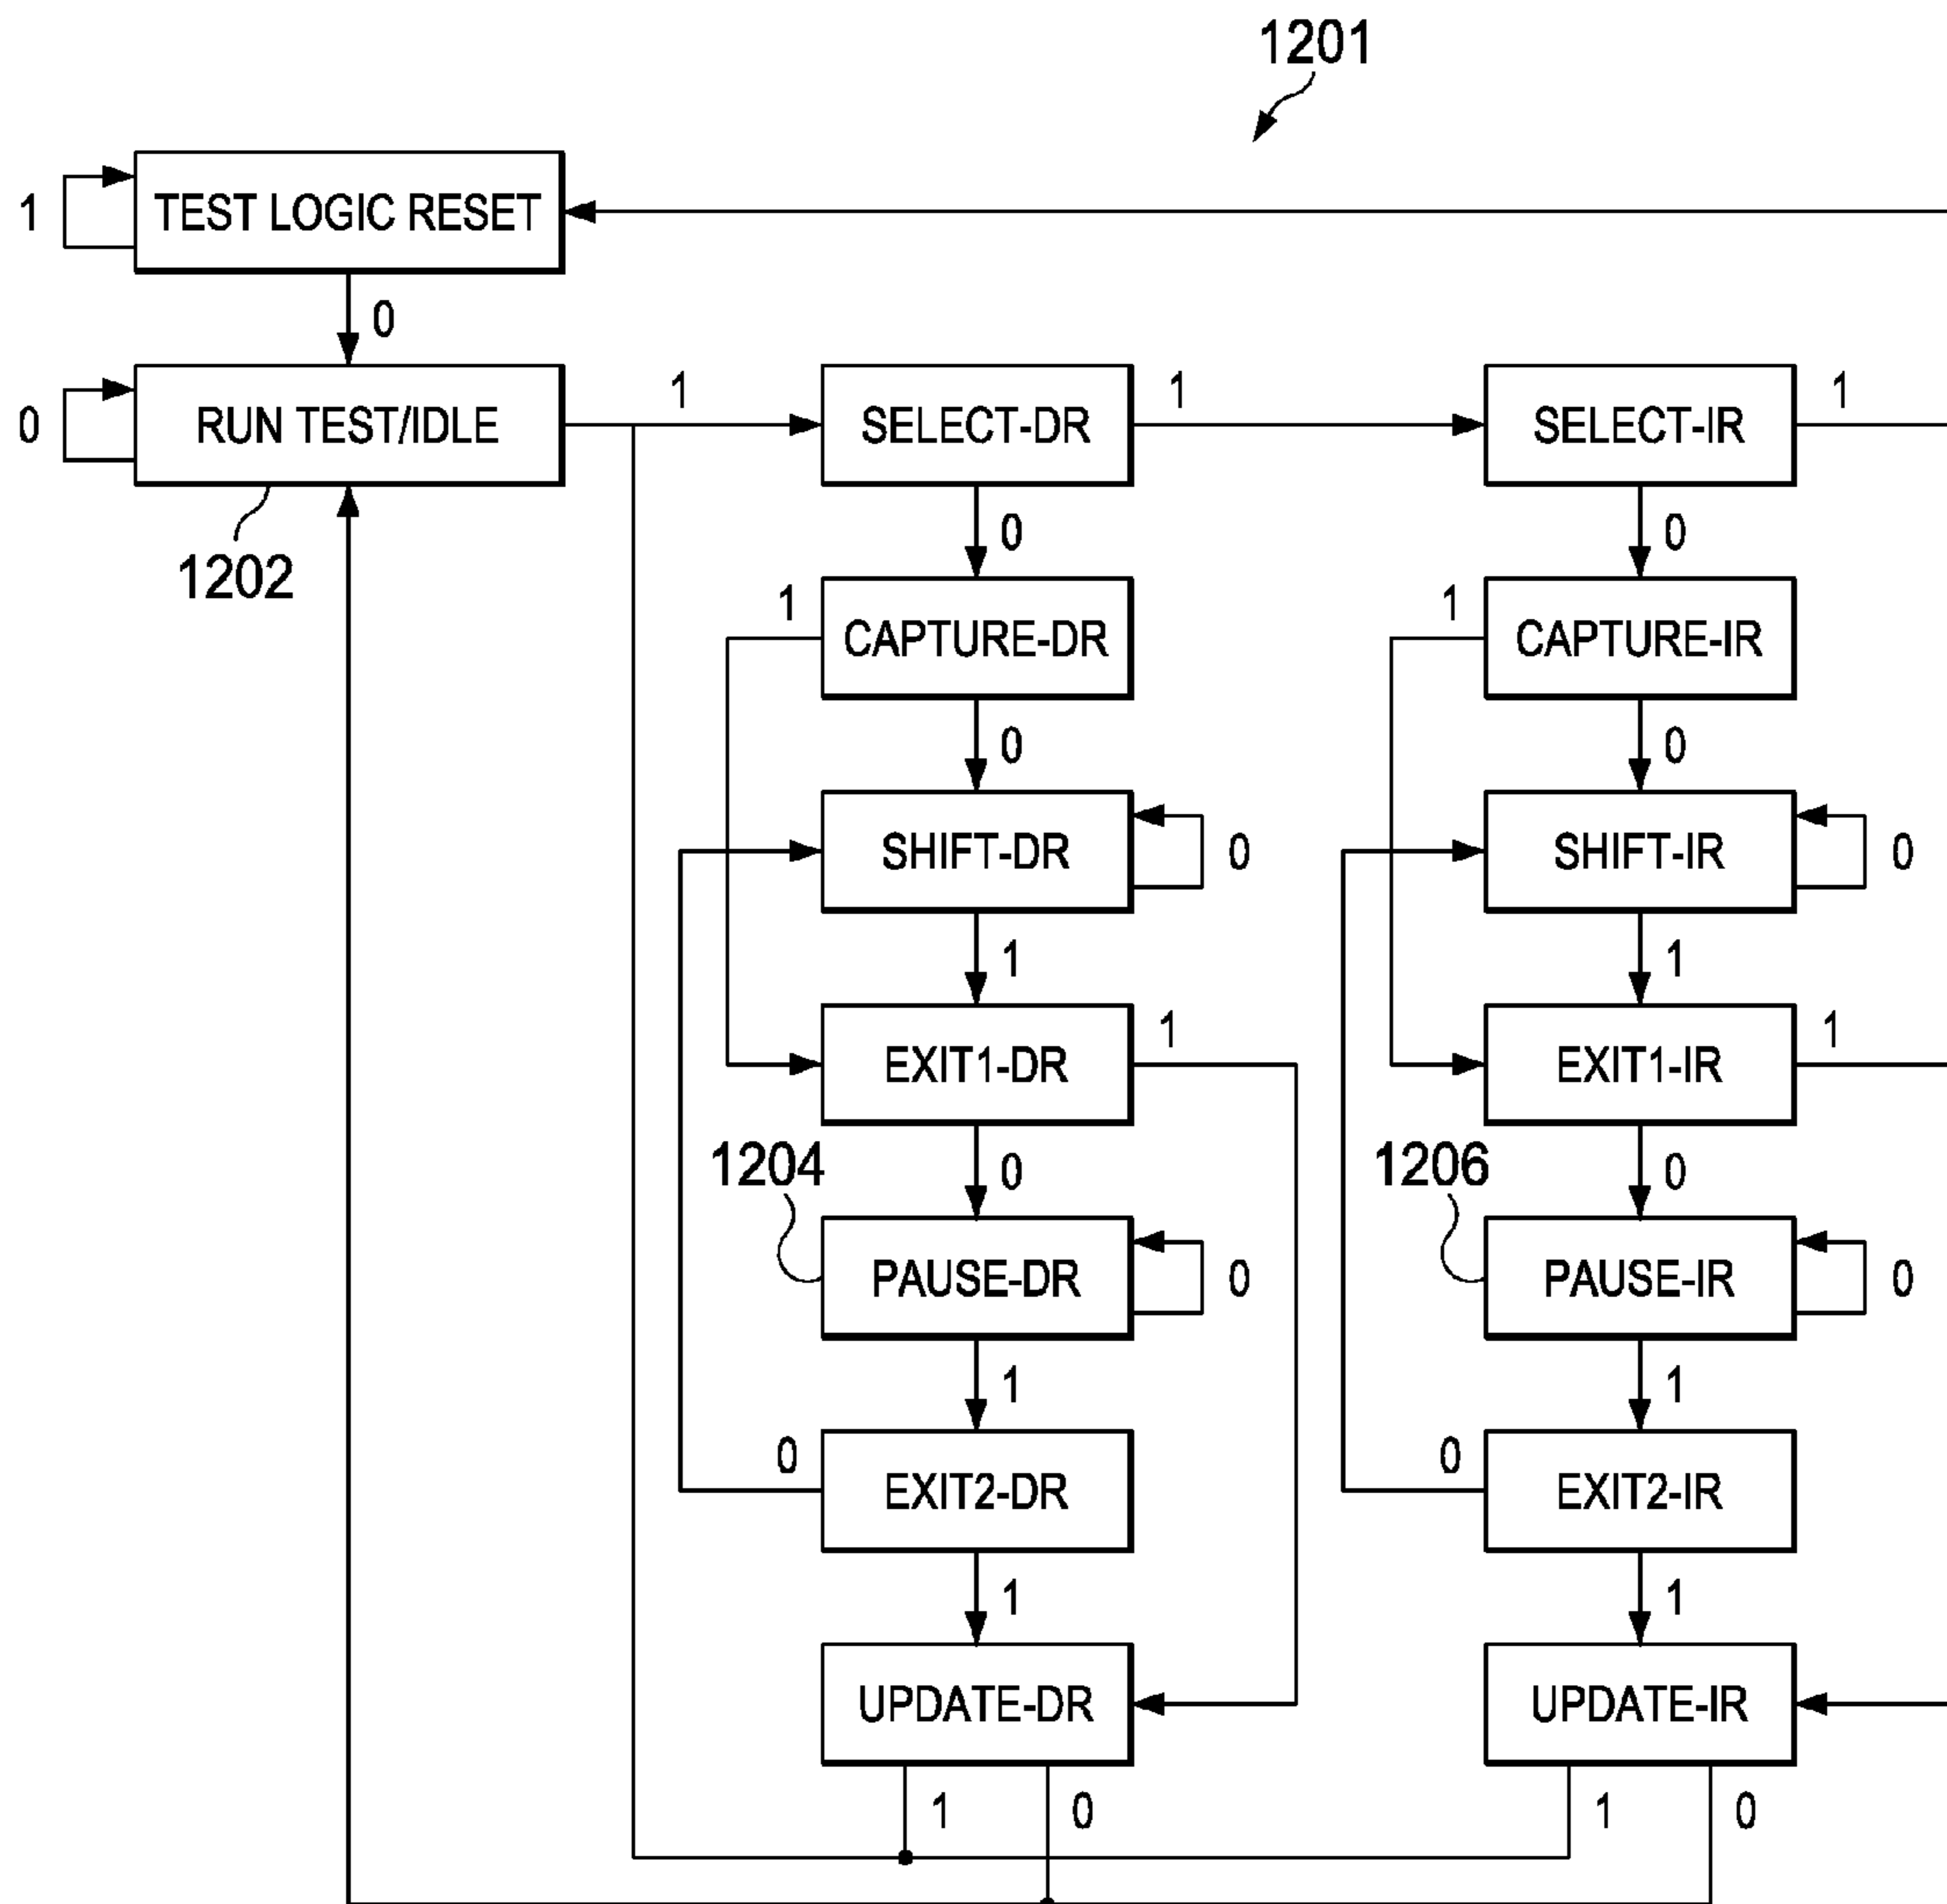 1201
1 TEST LOGIC RESET
0
0 RUN TEST/IDLE 1 SELECT-DR 1 SELECT-IR 1
1202
0 0
1 CAPTURE-DR 1 CAPTURE-IR
0 0
SHIFT-DR 0 SHIFT-IR 0
1 1
EXIT1-DR 1 EXIT1-IR 1
1204 0 1206 0
PAUSE-DR 0 PAUSE-IR 0
1 1
0 EXIT2-DR 0 EXIT2-IR
1 1
UPDATE-DR UPDATE-IR
1 0 1 0